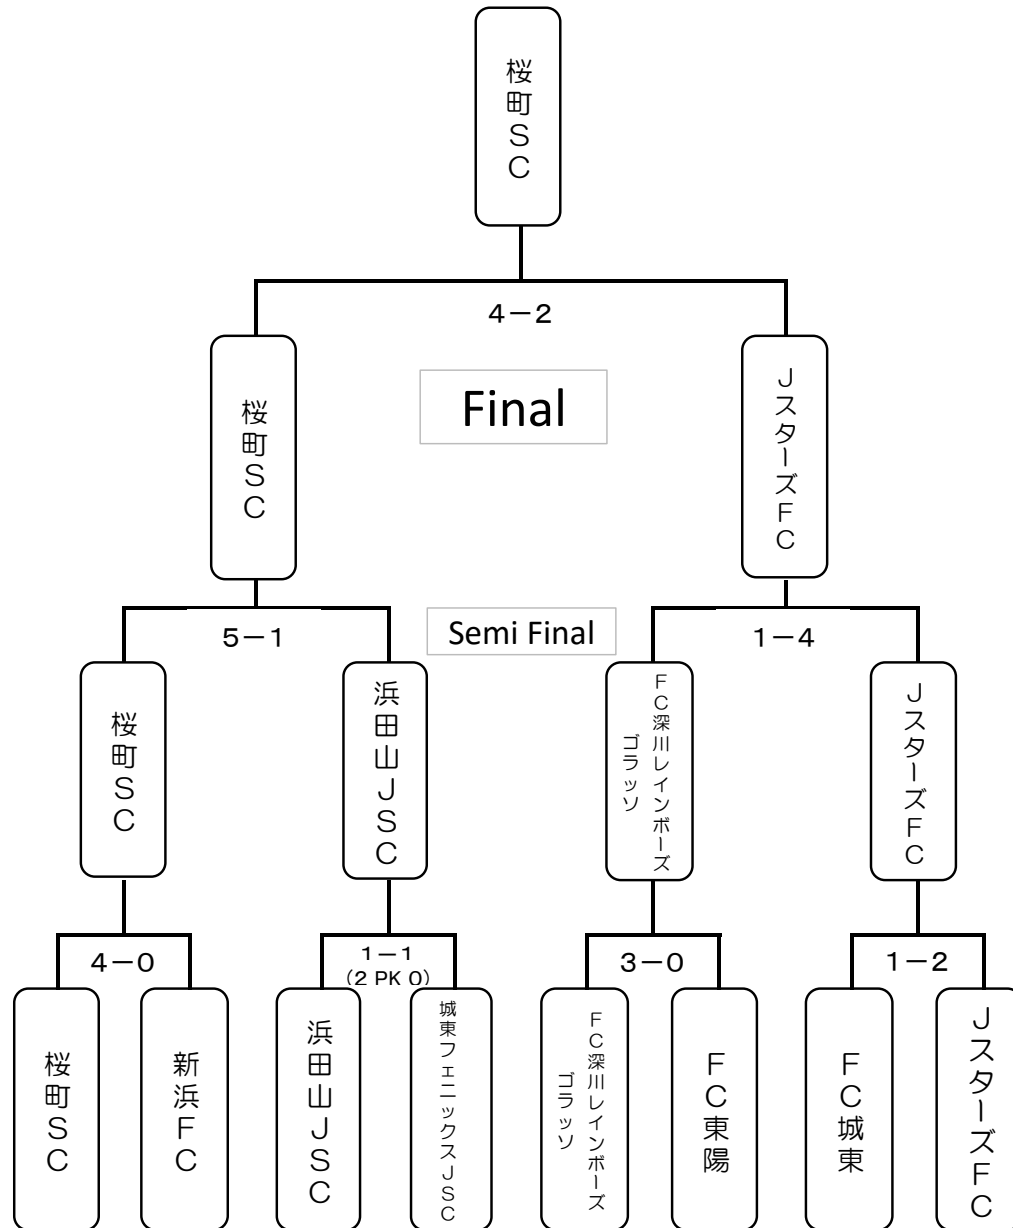 桜町SC
4-2
桜町SC
Final
JスターズFC
5-1
Semi Final
1-4
桜町SC
浜田山JSC
FC深川レインボーズ
ゴラッソ
JスターズFC
4-0
1-1
(2 PK 0)
3-0
1-2
桜町SC
新浜FC
浜田山JSC
城東フェニックスJSC
FC深川レインボーズ
ゴラッソ
FC東陽
FC城東
JスターズFC